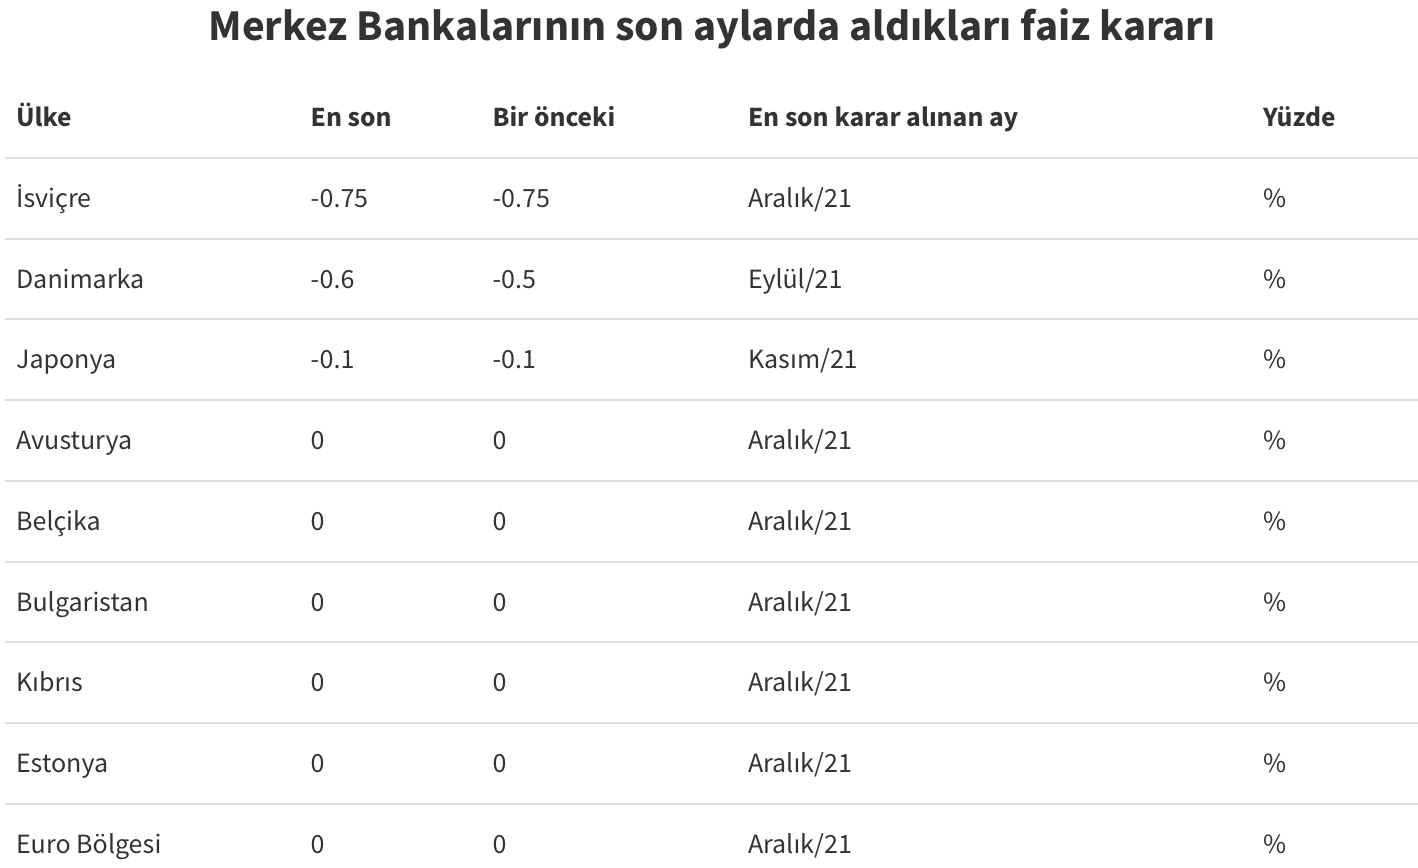 Merkez Bankalarının son aylarda aldıkları faiz kararı
Ülke En son Bir önceki En son karar alınan ay Yüzde
İsviçre -0.75 -0.75 Aralık/21 %
Danimarka -0.6 -0.5 Eylül/21 %
Japonya -0.1 -0.1 Kasım/21 %
Avusturya 0 0 Aralık/21 %
Belçika 0 0 Aralık/21 %
Bulgaristan 0 0 Aralık/21 %
Kıbrıs 0 0 Aralık/21 %
Estonya 0 0 Aralık/21 %
Euro Bölgesi 0 0 Aralık/21 %